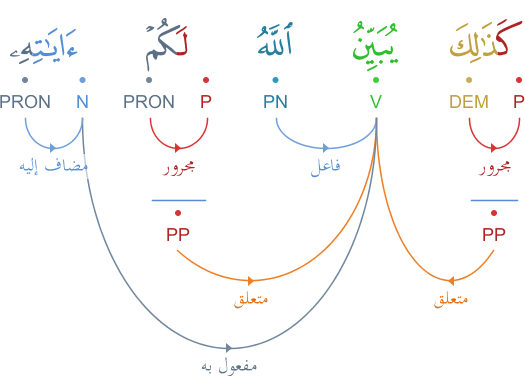 كَذَٰلِكَ يُبَيِّنُ ٱللَّهُ لَكُمْ ءَايَـٰتِهِۦ
P DEM V PN P PRON N PRON
مجرور فاعل مجرور مضاف إليه
PP PP
متعلق متعلق
مفعول به